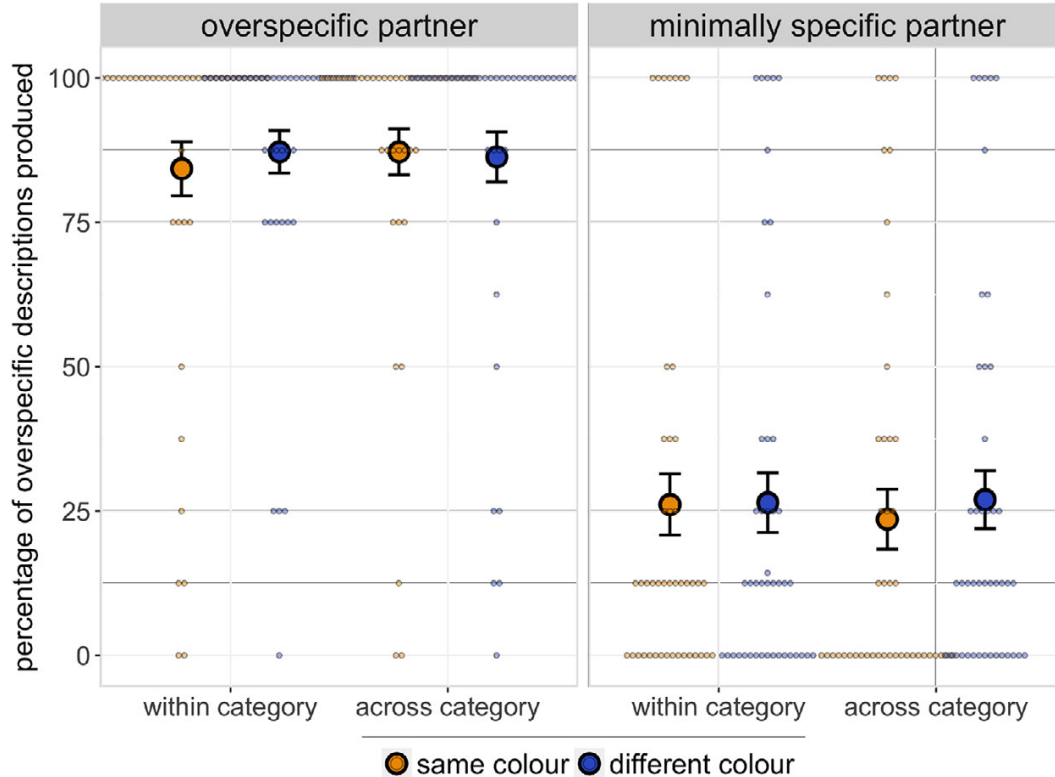 overspecific partner
minimally specific partner
percentage of overspecific descriptions produced
100
75
50
25
0
within category
across category
within category
across category
same colour
different colour